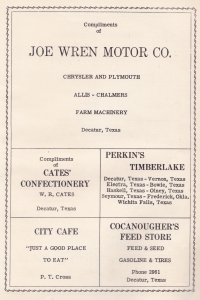 Compliments
of
JOE WREN MOTOR CO.
CHRYSLER AND PLYMOUTH
ALLIS - CHALMERS
FARM MACHINERY
Decatur, Texas
Compliments
of
CATES'
CONFECTIONERY
W. R. CATES
Decatur, Texas
PERKIN'S
TIMBERLAKE
Decatur, Texas - Vernon, Texas
Electra, Texas - Bowie, Texas
Haskell, Texas - Olney, Texas
Seymour, Texas - Frederick, Okla.
Wichita Falls, Texas
CITY CAFE
"JUST A GOOD PLACE
TO EAT"
P. T. Cross
COCANOUGHER'S
FEED STORE
FEED & SEED
GASOLINE & TIRES
Phone 2961
Decatur, Texas